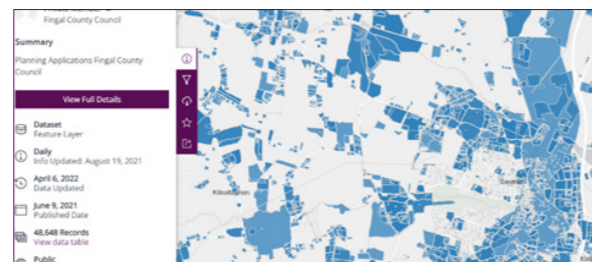 Fingal County Council
Summary
Planning Applications Fingal County
Council
View Full Details
Dataset
Feature Layer
Daily
Info Updated: August 19, 2021
April 6, 2022
Data Updated
June 9, 2021
Published Date
48,648 Records
View data table
Public